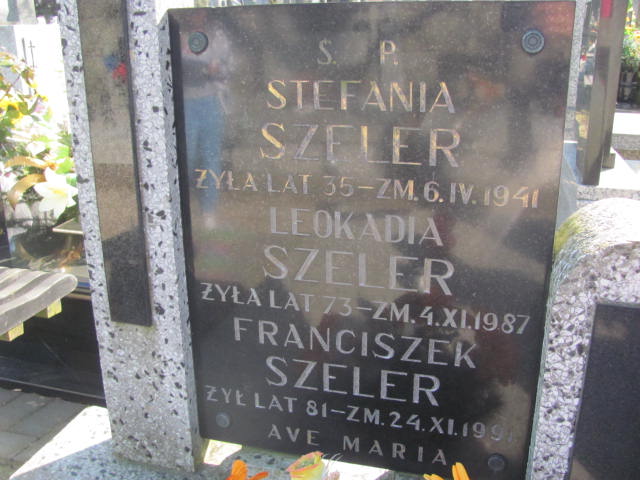 Ś. P.
STEFANIA
SZELER
ŻYŁA LAT 35-ZM. 6. IV. 1941
LEOKADIA
SZELER
ŻYŁA LAT 73-ZM. 4. XI. 1987
FRANCISZEK
SZELER
ŻYŁ LAT 81-ZM. 24. XI.
AVE MARIA